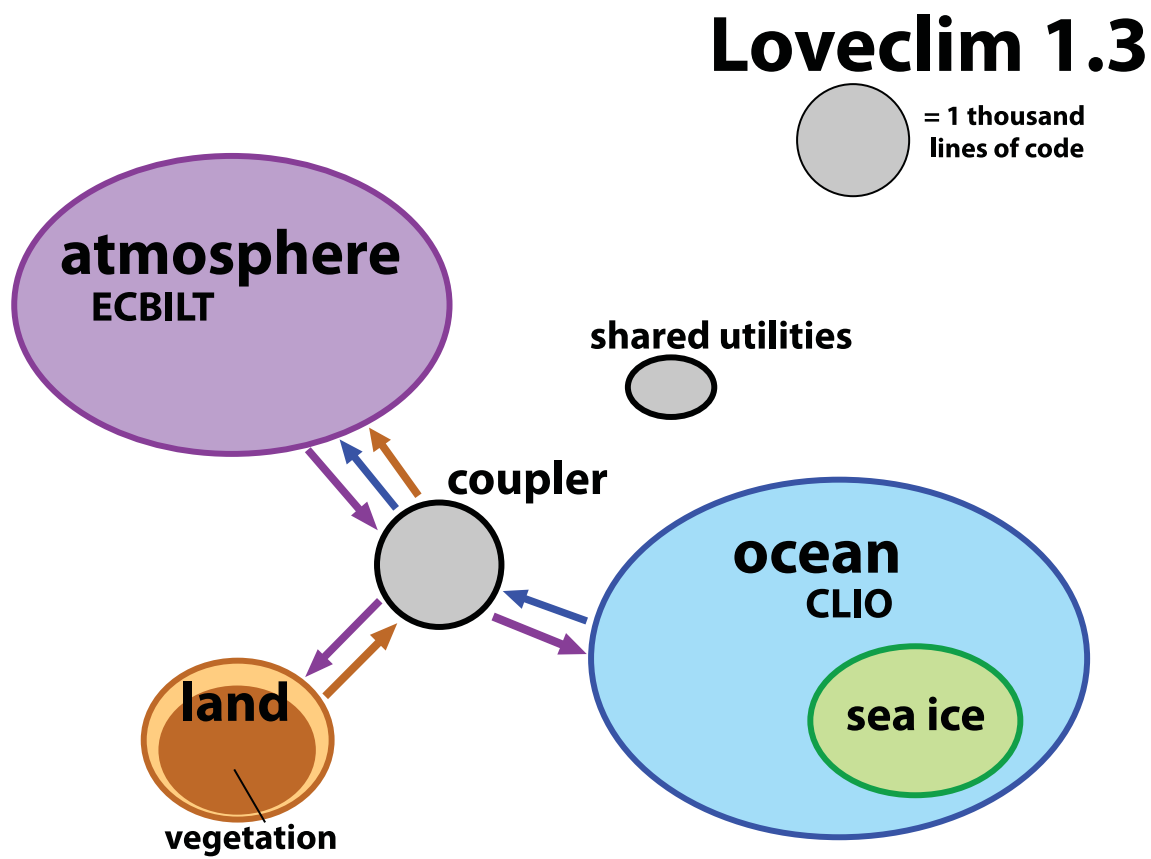 Loveclim 1.3
= 1 thousand
lines of code
atmosphere
ECBILT
shared utilities
coupler
ocean
CLIO
land
sea ice
vegetation